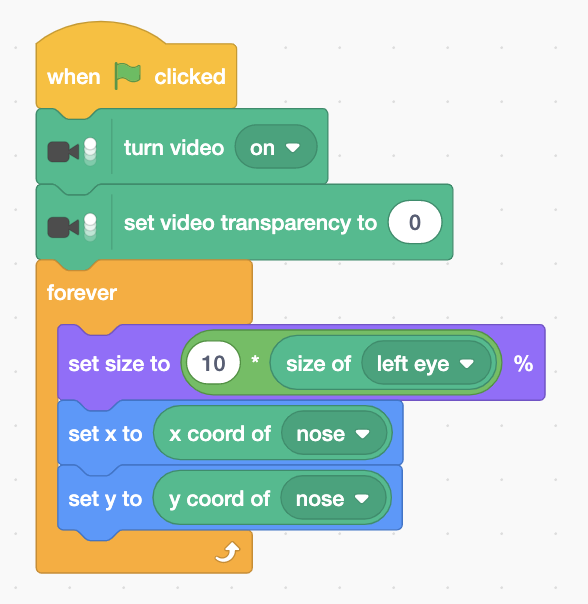 when clicked
turn video on
set video transparency to 0
forever
set size to 10 * size of left eye %
set x to x coord of nose
set y to y coord of nose